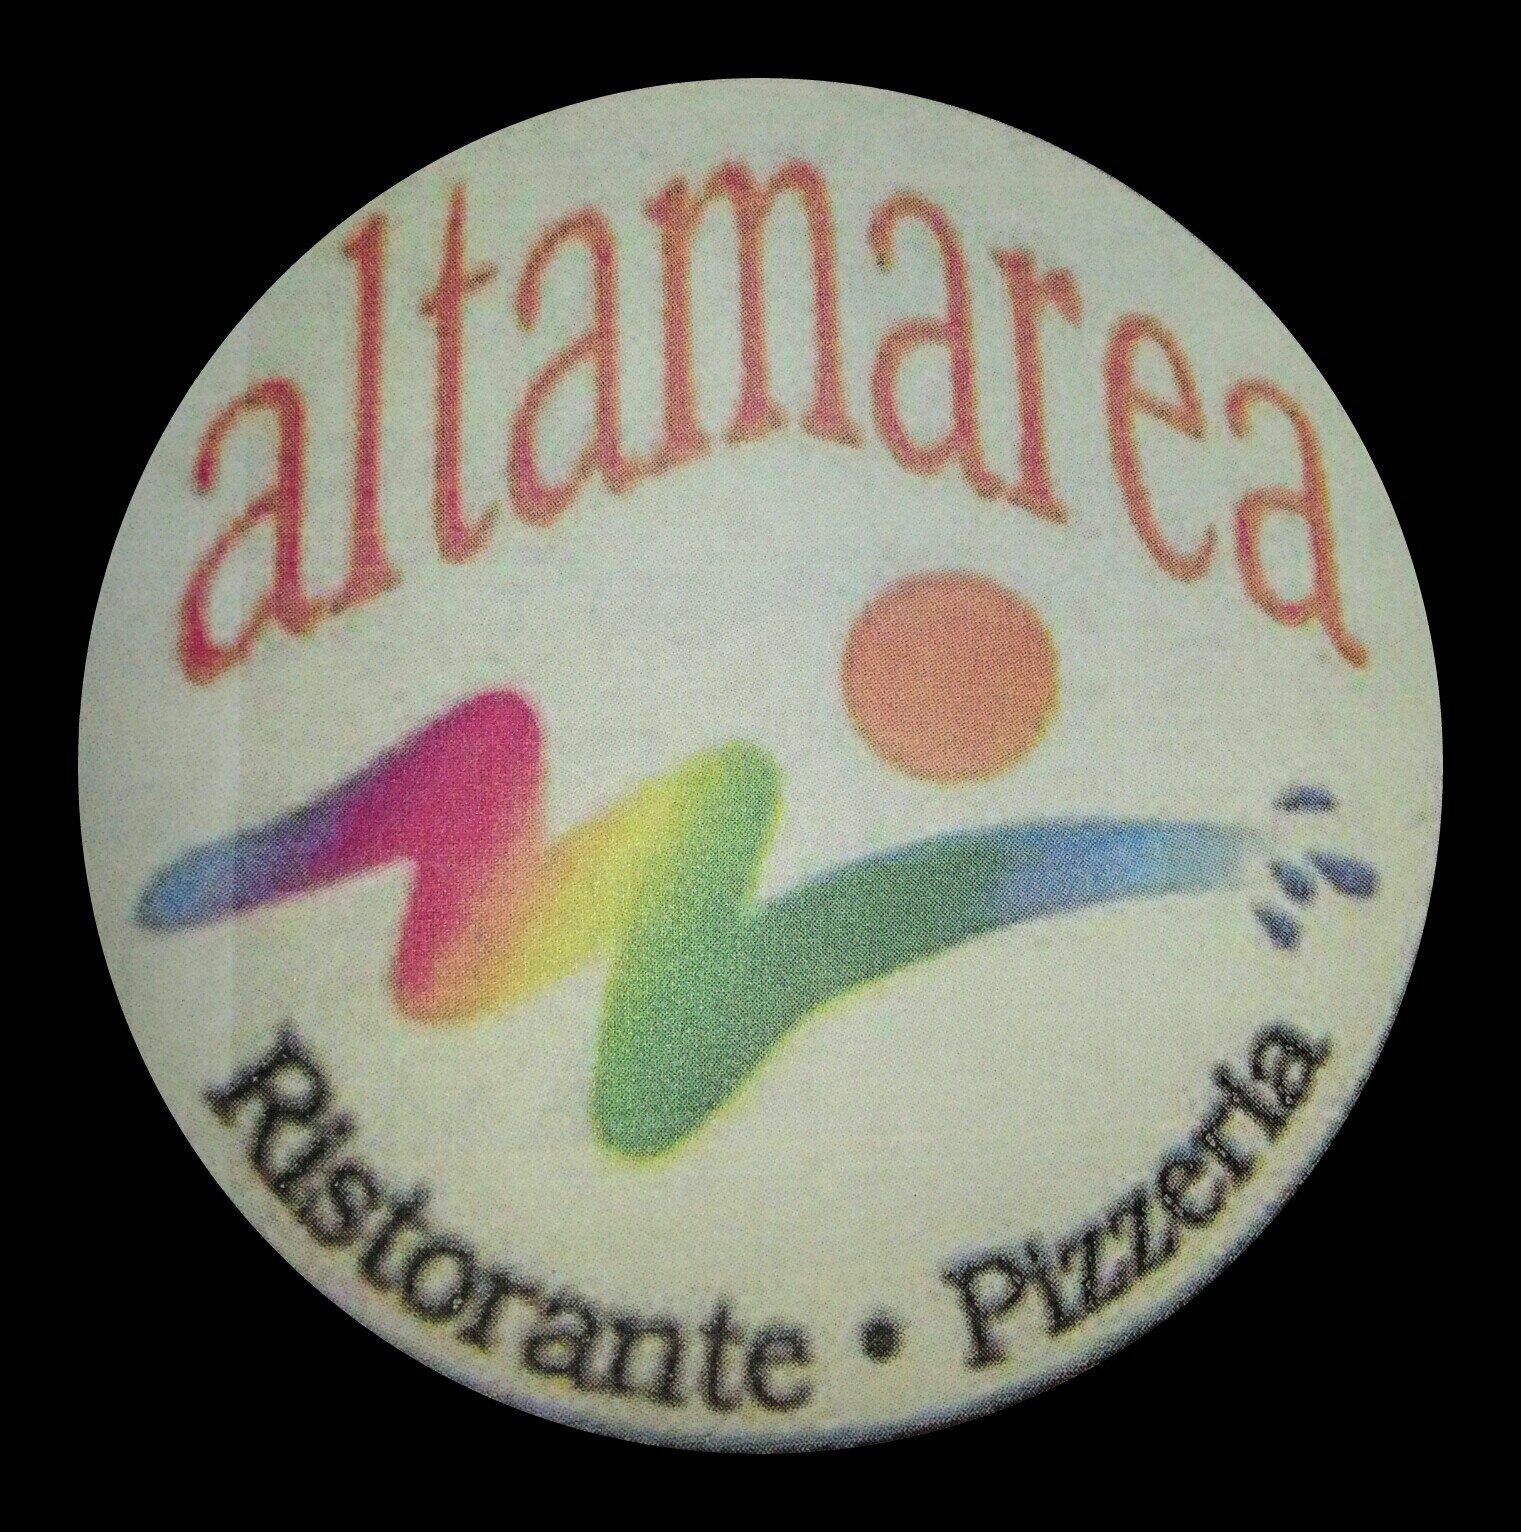 altamarea
Ristorante • Pizzeria